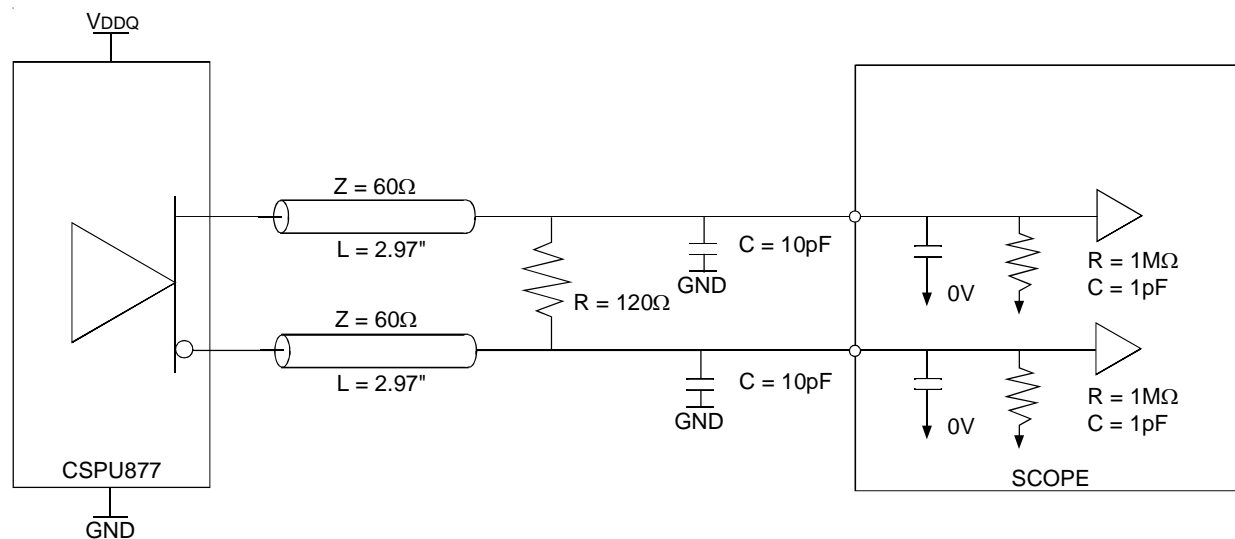 VDDQ
Z = 60Ω
L = 2.97"
C = 10pF
GND
R = 120Ω
0V
R = 1MΩ
C = 1pF
Z = 60Ω
L = 2.97"
C = 10pF
GND
0V
R = 1MΩ
C = 1pF
CSPU877
SCOPE
GND